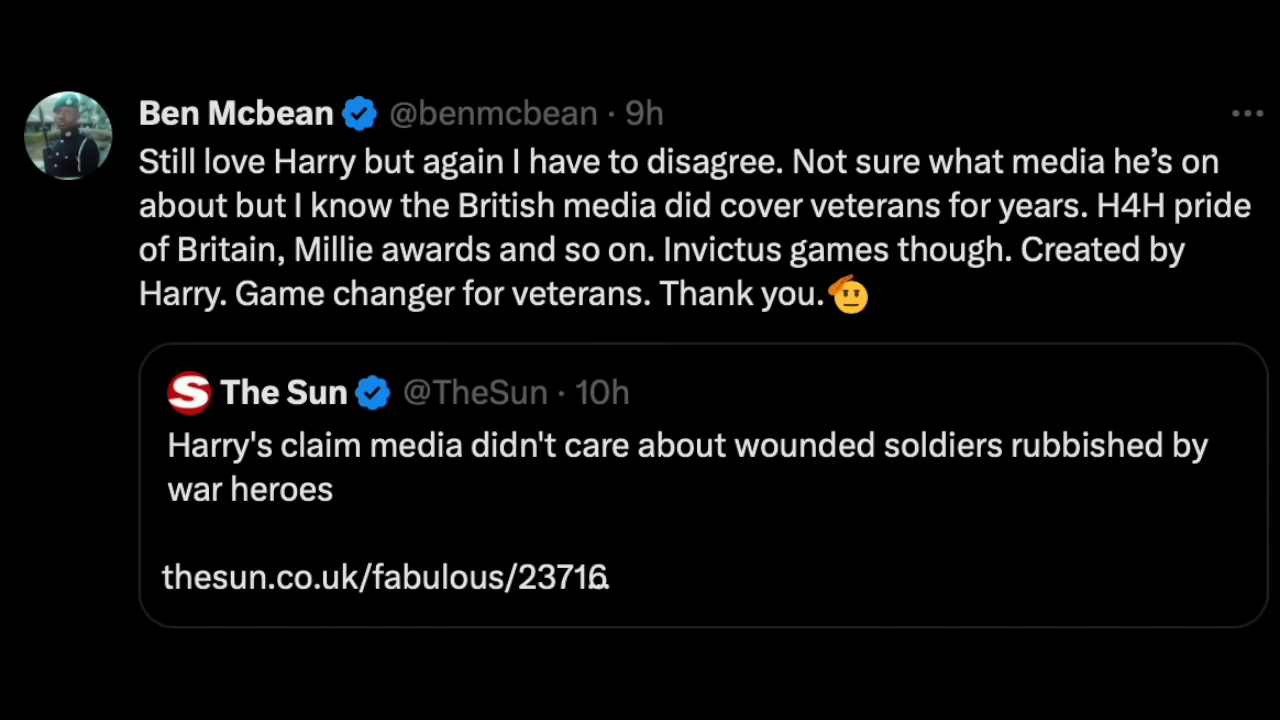 Ben Mcbean @benmcbean · 9h
Still love Harry but again I have to disagree. Not sure what media he's on
about but I know the British media did cover veterans for years. H4H pride
of Britain, Millie awards and so on. Invictus games though. Created by
Harry. Game changer for veterans. Thank you.🫡
S The Sun @TheSun · 10h
Harry's claim media didn't care about wounded soldiers rubbished by
war heroes
thesun.co.uk/fabulous/23716